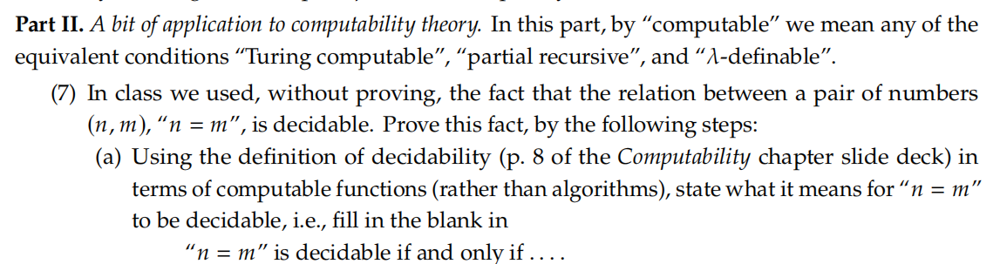 Part II. A bit of application to computability theory. In this part, by “computable” we mean any of the
equivalent conditions “Turing computable”, “partial recursive”, and “λ-definable”.
(7) In class we used, without proving, the fact that the relation between a pair of numbers
(n, m), “n = m”, is decidable. Prove this fact, by the following steps:
(a) Using the definition of decidability (p. 8 of the Computability chapter slide deck) in
terms of computable functions (rather than algorithms), state what it means for “n = m”
to be decidable, i.e., fill in the blank in
“n = m” is decidable if and only if . . . .